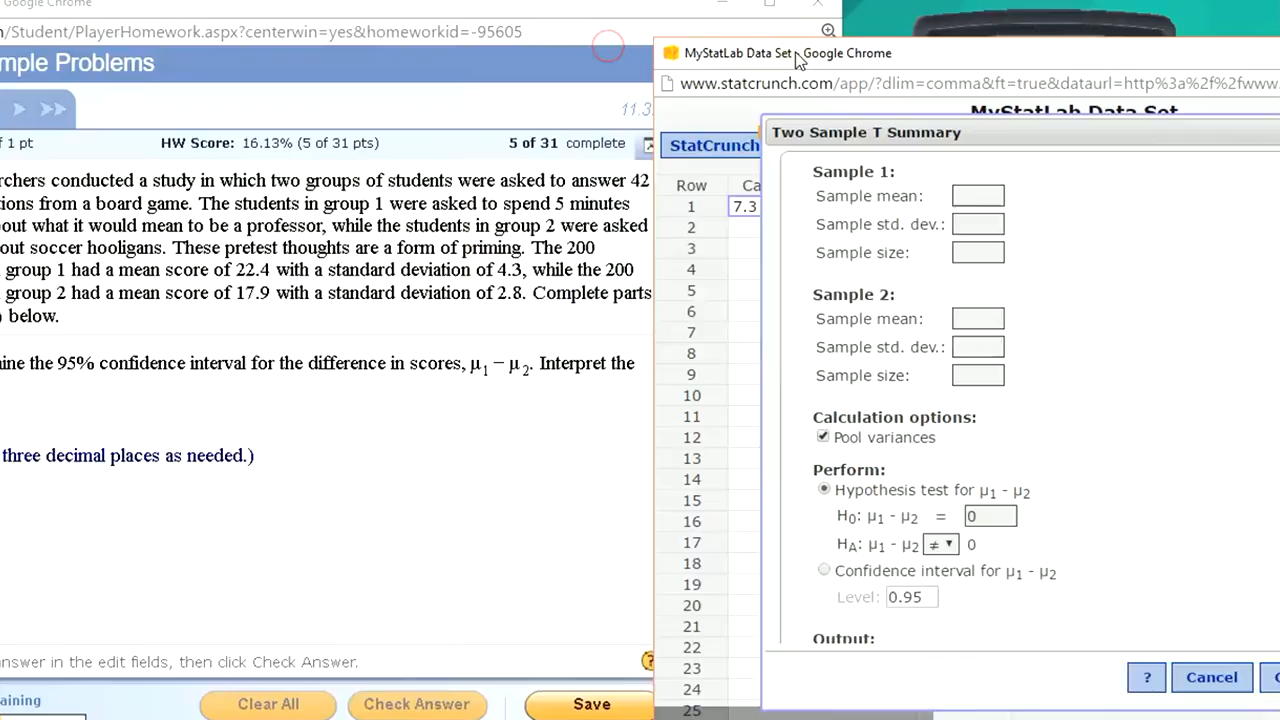 Google Chrome
n/Student/PlayerHomework.aspx?centerwin=yes&homeworkid=-95605
mple Problems
11.3
f 1 pt
HW Score: 16.13% (5 of 31 pts)
5 of 31 complete
rchers conducted a study in which two groups of students were asked to answer 42
tions from a board game. The students in group 1 were asked to spend 5 minutes
bout what it would mean to be a professor, while the students in group 2 were asked
out soccer hooligans. These pretest thoughts are a form of priming. The 200
group 1 had a mean score of 22.4 with a standard deviation of 4.3, while the 200
group 2 had a mean score of 17.9 with a standard deviation of 2.8. Complete parts
) below.
ine the 95% confidence interval for the difference in scores, μ1 − μ2. Interpret the
three decimal places as needed.)
nswer in the edit fields, then click Check Answer.
?
aining
Clear All
Check Answer
Save
MyStatLab Data Set - Google Chrome
www.statcrunch.com/app/?dlim=comma&ft=true&dataurl=http%3a%2f%2fwww.
MyStatLab Data Set
StatCrunch
Row
Ca
1
7.3
2
3
4
5
6
7
8
9
10
11
12
13
14
15
16
17
18
19
20
21
22
23
24
25
Two Sample T Summary
Sample 1:
Sample mean:
Sample std. dev.:
Sample size:
Sample 2:
Sample mean:
Sample std. dev.:
Sample size:
Calculation options:
Pool variances
Perform:
Hypothesis test for μ1 - μ2
H0: μ1 - μ2 = 0
HA: μ1 - μ2 ≠ 0
Confidence interval for μ1 - μ2
Level: 0.95
Output:
?
Cancel